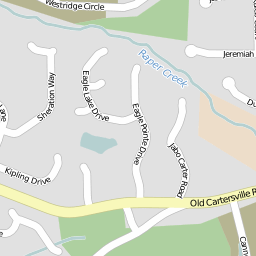 Westridge Circle
Raper Creek
Jeremiah
Sheraton Way
Eagle Lake Drive
Eagle Pointe Drive
Lane
Jabo Carter Road
Kipling Drive
Old Cartersville R